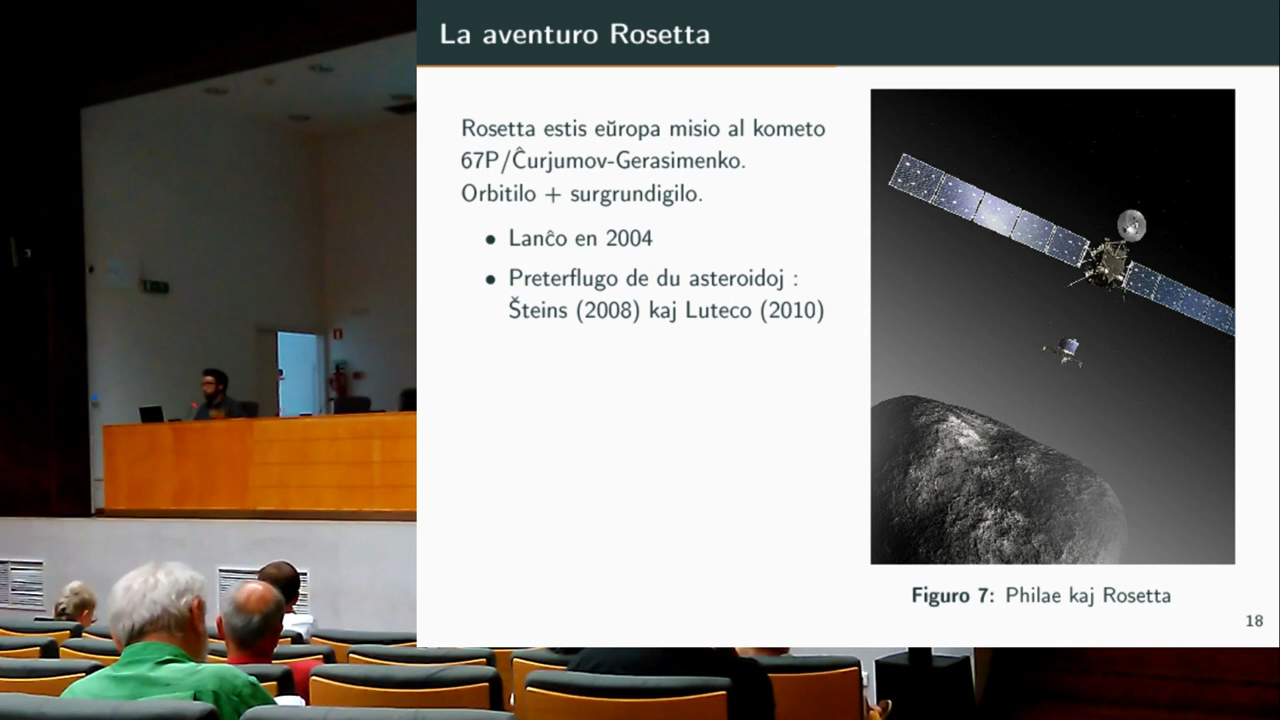 La aventuro Rosetta
Rosetta estis eŭropa misio al kometo
67P/Ĉurjumov-Gerasimenko.
Orbitilo + surgrundigilo.
• Lanĉo en 2004
• Preterflugo de du asteroidoj :
Šteins (2008) kaj Luteco (2010)
Figuro 7: Philae kaj Rosetta
18